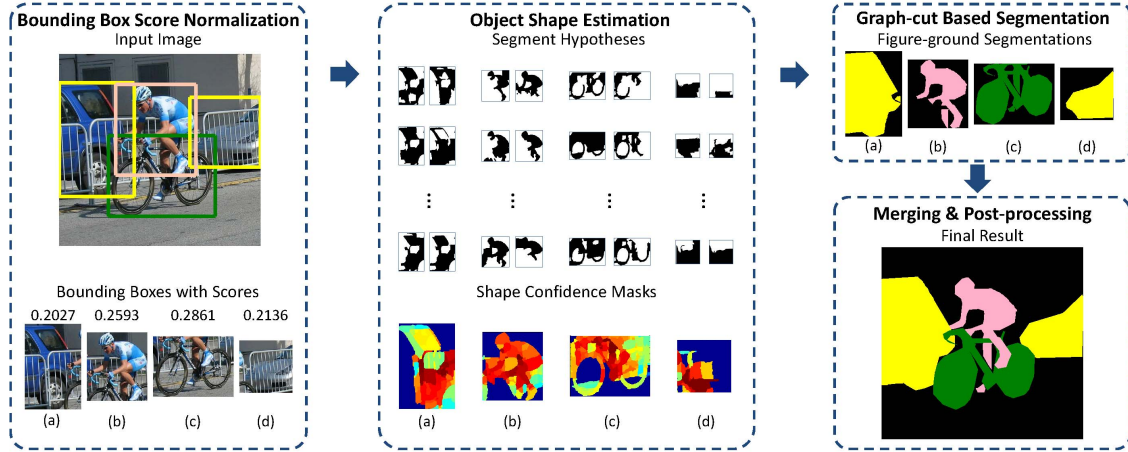 Bounding Box Score Normalization
Input Image
Bounding Boxes with Scores
0.2027 0.2593 0.2861 0.2136
(a) (b) (c) (d)
Object Shape Estimation
Segment Hypotheses
Shape Confidence Masks
(a) (b) (c) (d)
Graph-cut Based Segmentation
Figure-ground Segmentations
(a) (b) (c) (d)
Merging & Post-processing
Final Result